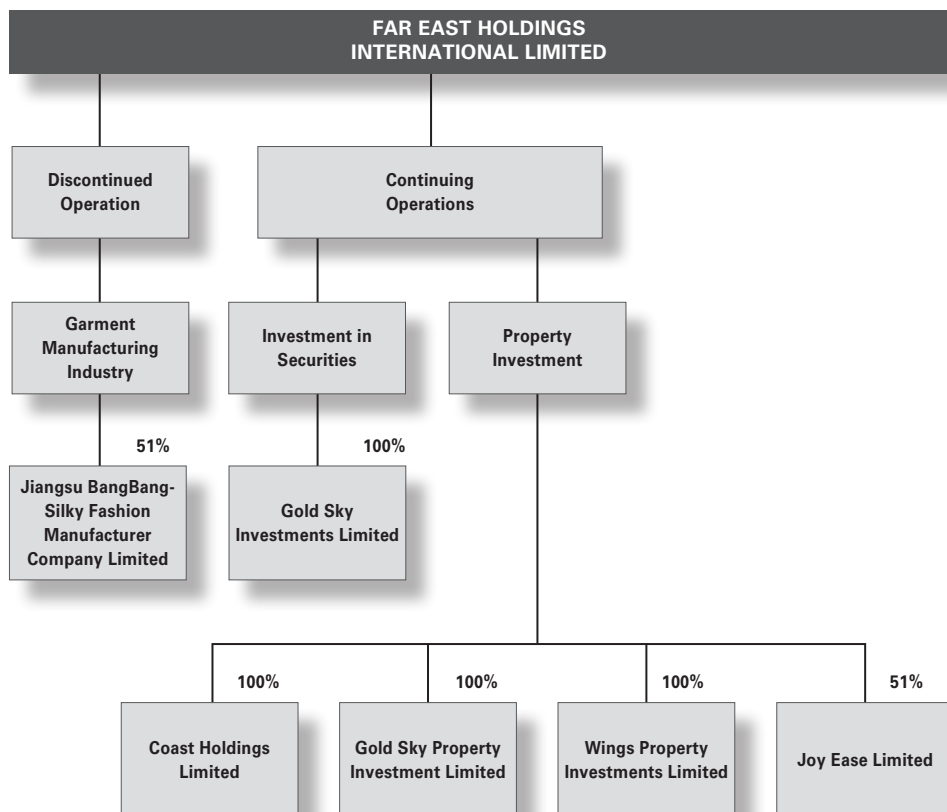 FAR EAST HOLDINGS
INTERNATIONAL LIMITED
Discontinued
Operation
Continuing
Operations
Garment
Manufacturing
Industry
Investment in
Securities
Property
Investment
51%
100%
Jiangsu BangBang-
Silky Fashion
Manufacturer
Company Limited
Gold Sky
Investments Limited
100%
100%
100%
51%
Coast Holdings
Limited
Gold Sky Property
Investment Limited
Wings Property
Investments Limited
Joy Ease Limited